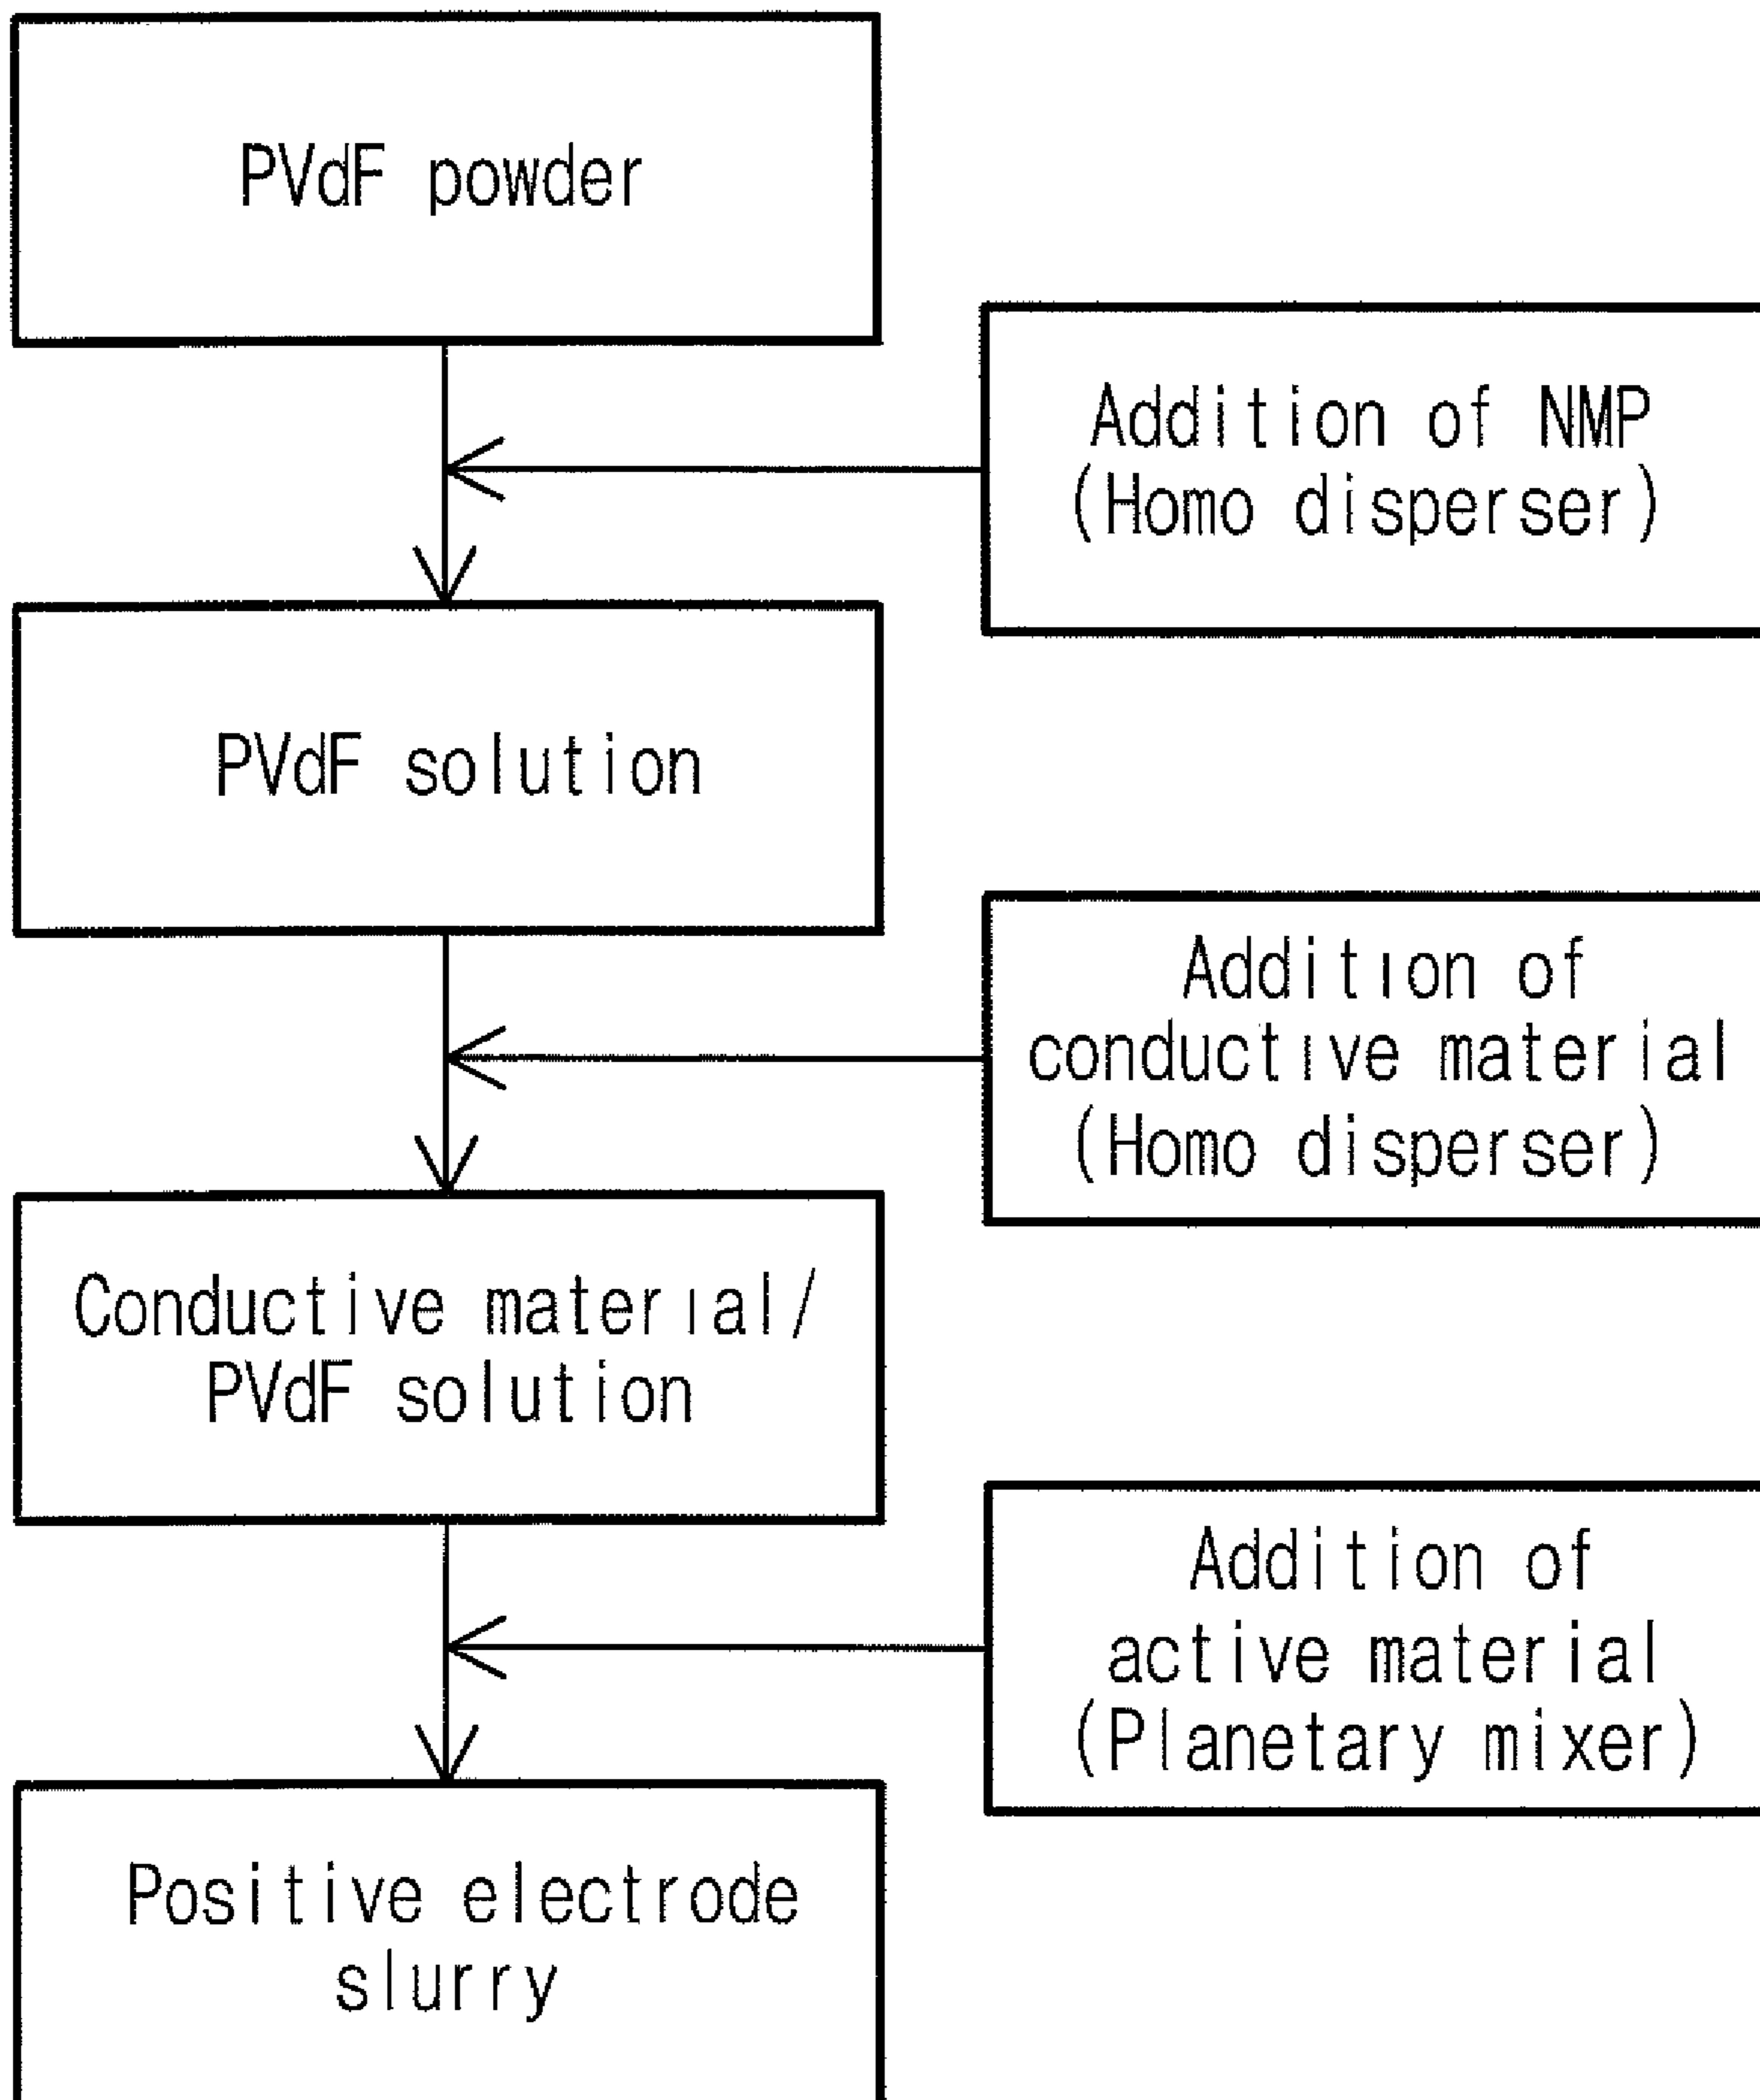 PVdF powder
Addition of NMP
(Homo disperser)
PVdF solution
Addition of
conductive material
(Homo disperser)
Conductive material/
PVdF solution
Addition of
active material
(Planetary mixer)
Positive electrode
slurry